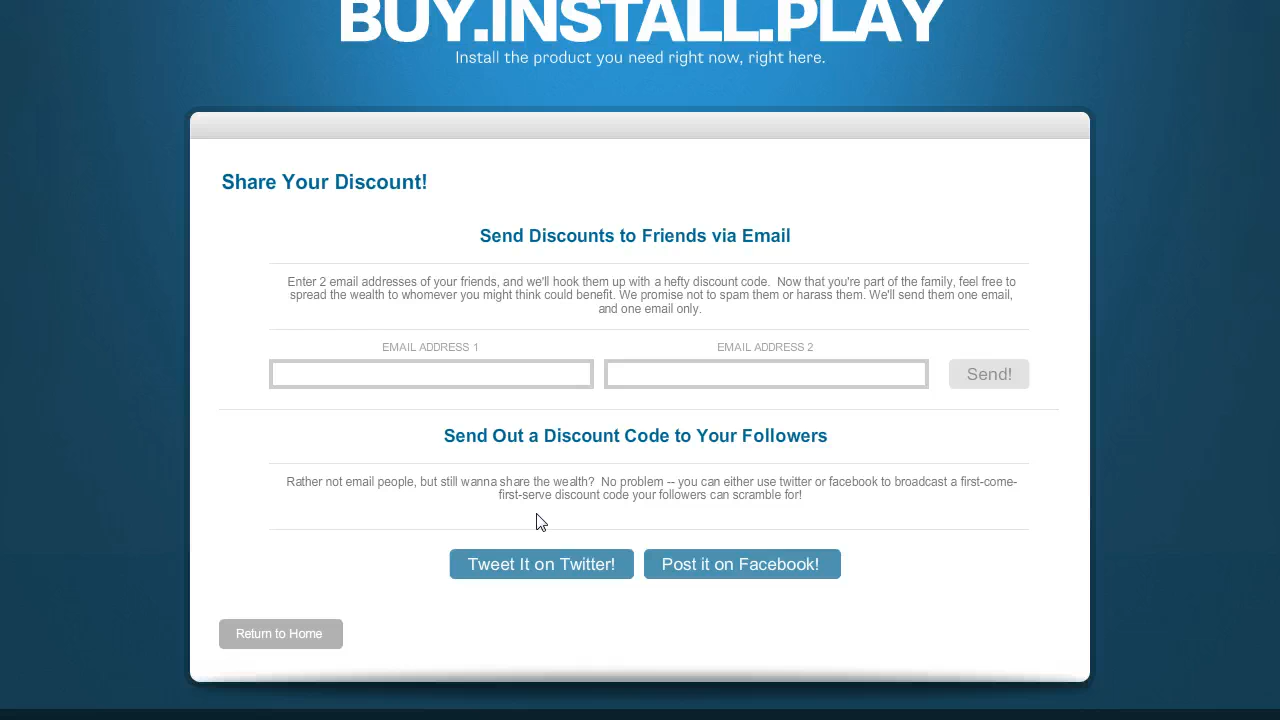 BUY.INSTALL.PLAY
Install the product you need right now, right here.
Share Your Discount!
Send Discounts to Friends via Email
Enter 2 email addresses of your friends, and we'll hook them up with a hefty discount code.  Now that you're part of the family, feel free to
spread the wealth to whomever you might think could benefit. We promise not to spam them or harass them. We'll send them one email,
and one email only.
EMAIL ADDRESS 1 EMAIL ADDRESS 2
Send!
Send Out a Discount Code to Your Followers
Rather not email people, but still wanna share the wealth?  No problem -- you can either use twitter or facebook to broadcast a first-come-
first-serve discount code your followers can scramble for!
Tweet It on Twitter! Post it on Facebook!
Return to Home